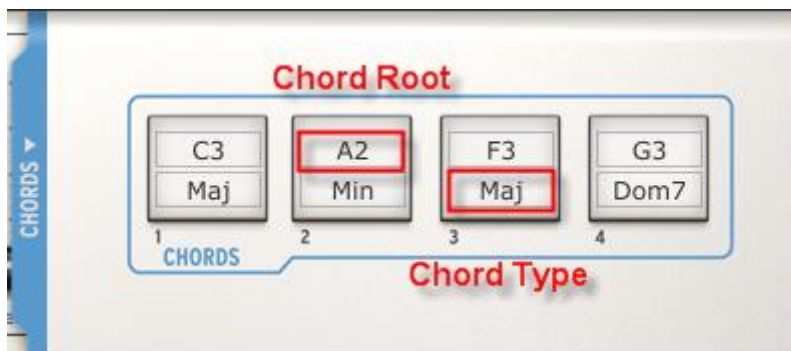 Chord Root
C3 A2 F3 G3
Maj Min Maj Dom7
CHORDS ▼
1 2 3 4
CHORDS
Chord Type